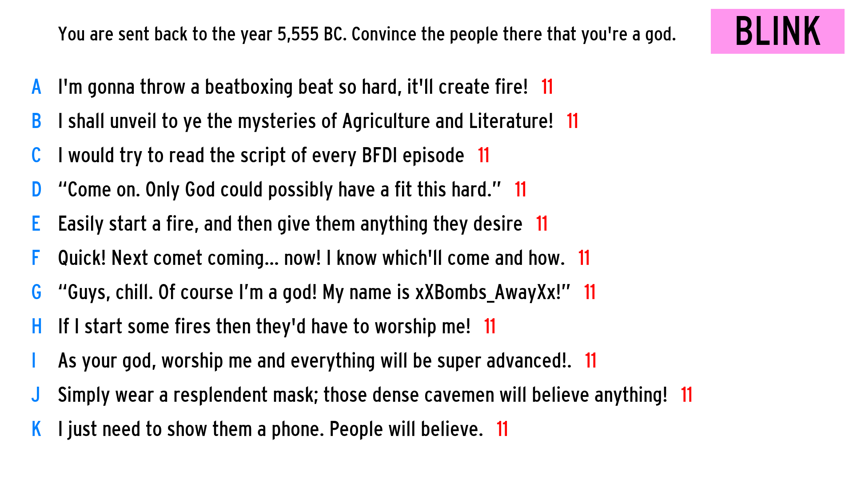 You are sent back to the year 5,555 BC. Convince the people there that you're a god.
BLINK
A I'm gonna throw a beatboxing beat so hard, it'll create fire! 11
B I shall unveil to ye the mysteries of Agriculture and Literature! 11
C I would try to read the script of every BFDI episode 11
D “Come on. Only God could possibly have a fit this hard.” 11
E Easily start a fire, and then give them anything they desire 11
F Quick! Next comet coming... now! I know which'll come and how. 11
G “Guys, chill. Of course I’m a god! My name is xXBombs_AwayXx!” 11
H If I start some fires then they'd have to worship me! 11
I As your god, worship me and everything will be super advanced!. 11
J Simply wear a resplendent mask; those dense cavemen will believe anything! 11
K I just need to show them a phone. People will believe. 11